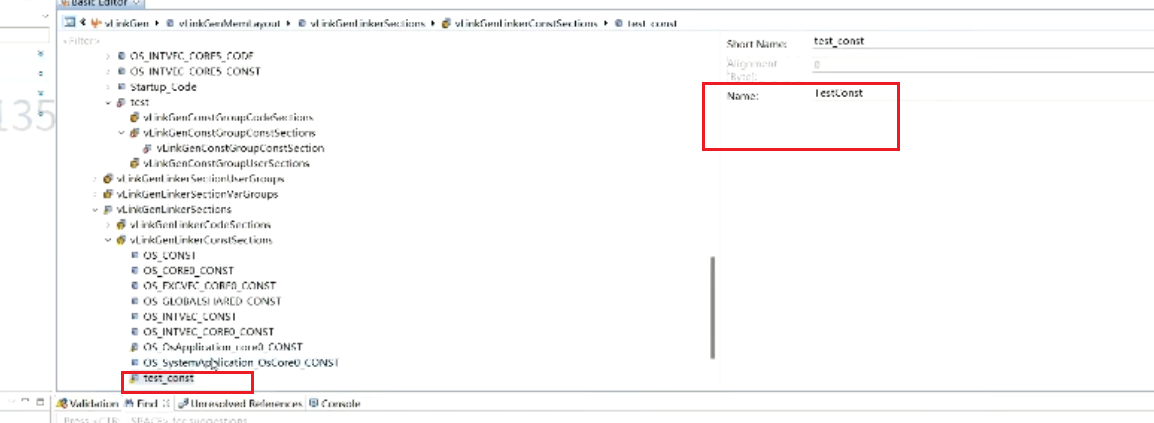 Basic Editor
vLinkGen vLinkGenMemLayout vLinkGenLinkerSections vLinkGenLinkerConstSections test_const
<Filter>
Short Name: test_const
OS_INTVEC_CORE5_CODE
Alignment [Byte]: 0
OS_INTVEC_CORE5_CONST
Startup_Code
Name: TestConst
test
135
vLinkGenConstGroupCodeSections
vLinkGenConstGroupConstSections
vLinkGenConstGroupConstSection
vLinkGenConstGroupUserSections
vLinkGenLinkerSectionUserGroups
vLinkGenLinkerSectionVarGroups
vLinkGenLinkerSections
vLinkGenLinkerCodeSections
vLinkGenLinkerConstSections
OS_CONST
OS_CORE0_CONST
OS_EXCVEC_CORE0_CONST
OS_GLOBALSHARED_CONST
OS_INTVEC_CONST
OS_INTVEC_CORE0_CONST
OS_OsApplication_core0_CONST
OS_SystemApplication_OsCore0_CONST
test_const
Validation Find Unresolved References Console
Press <CTRL SPACE> for suggestions